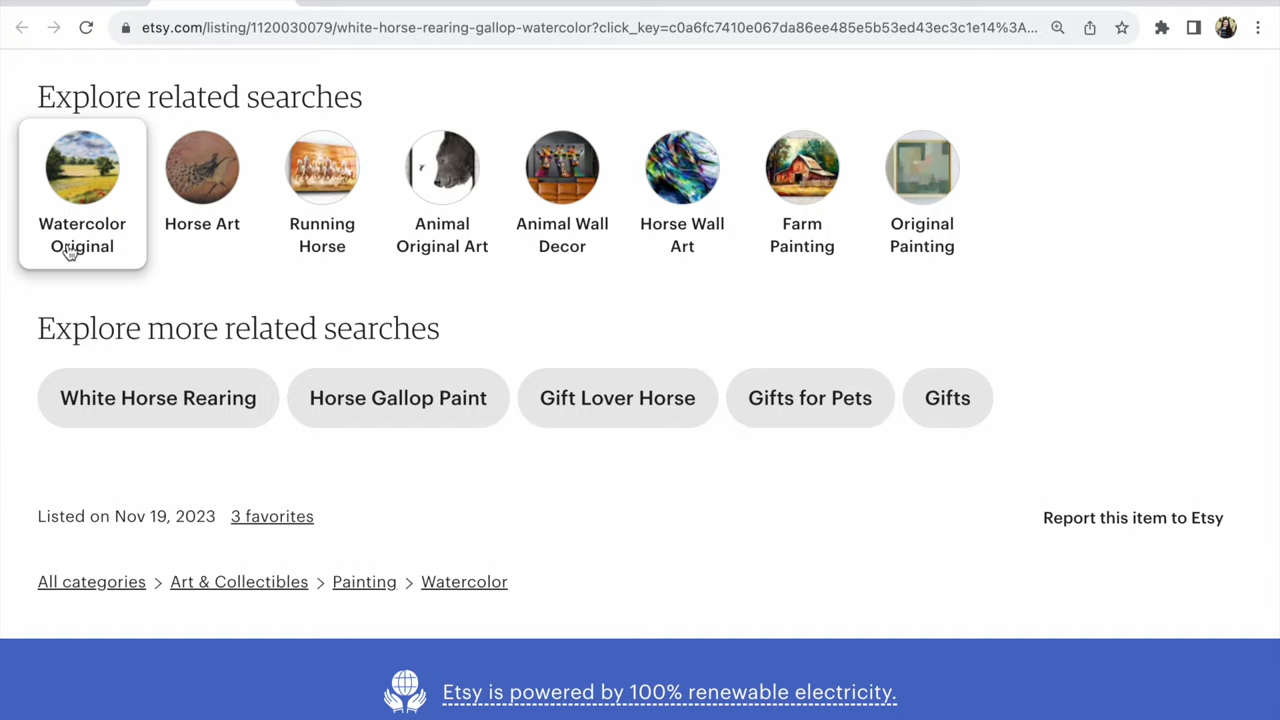 etsy.com/listing/1120030079/white-horse-rearing-gallop-watercolor?click_key=c0a6fc7410e067da86ee485e5b53ed43ec3c1e14%3A...
Explore related searches
Watercolor Original
Horse Art
Running Horse
Animal Original Art
Animal Wall Decor
Horse Wall Art
Farm Painting
Original Painting
Explore more related searches
White Horse Rearing
Horse Gallop Paint
Gift Lover Horse
Gifts for Pets
Gifts
Listed on Nov 19, 2023 3 favorites
Report this item to Etsy
All categories > Art & Collectibles > Painting > Watercolor
Etsy is powered by 100% renewable electricity.